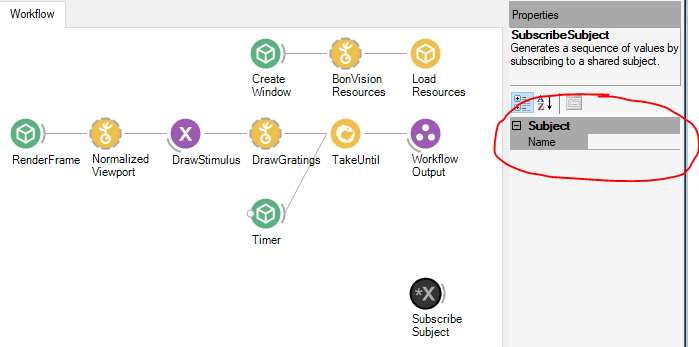 Workflow
Create
Window
BonVision
Resources
Load
Resources
RenderFrame
Normalized
Viewport
X
DrawStimulus
DrawGratings
TakeUntil
Workflow
Output
Timer
*X
Subscribe
Subject
Properties
SubscribeSubject
Generates a sequence of values by
subscribing to a shared subject.
A
Z
Subject
Name